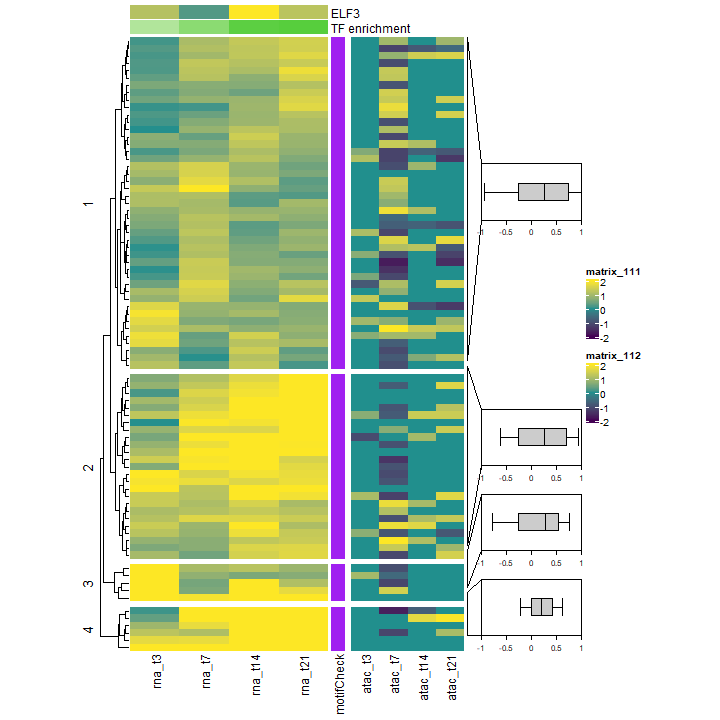 ELF3
TF enrichment
1
2
3
4
-1 -0.5 0 0.5 1
-1 -0.5 0 0.5 1
-1 -0.5 0 0.5 1
-1 -0.5 0 0.5 1
matrix_111
2
1
0
-1
-2
matrix_112
2
1
0
-1
-2
rna_t3
rna_t7
rna_t14
rna_t21
motifCheck
atac_t3
atac_t7
atac_t14
atac_t21